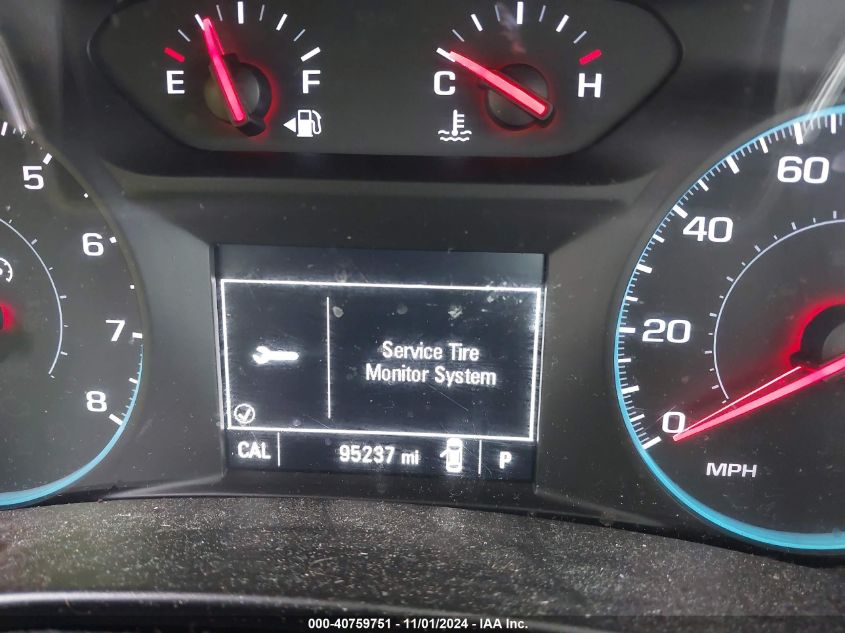 E F
C H
5
6
7
8
60
40
20
0
MPH
Service Tire
Monitor System
CAL 95237 mi P
000-40759751 - 11/01/2024 - IAA Inc.